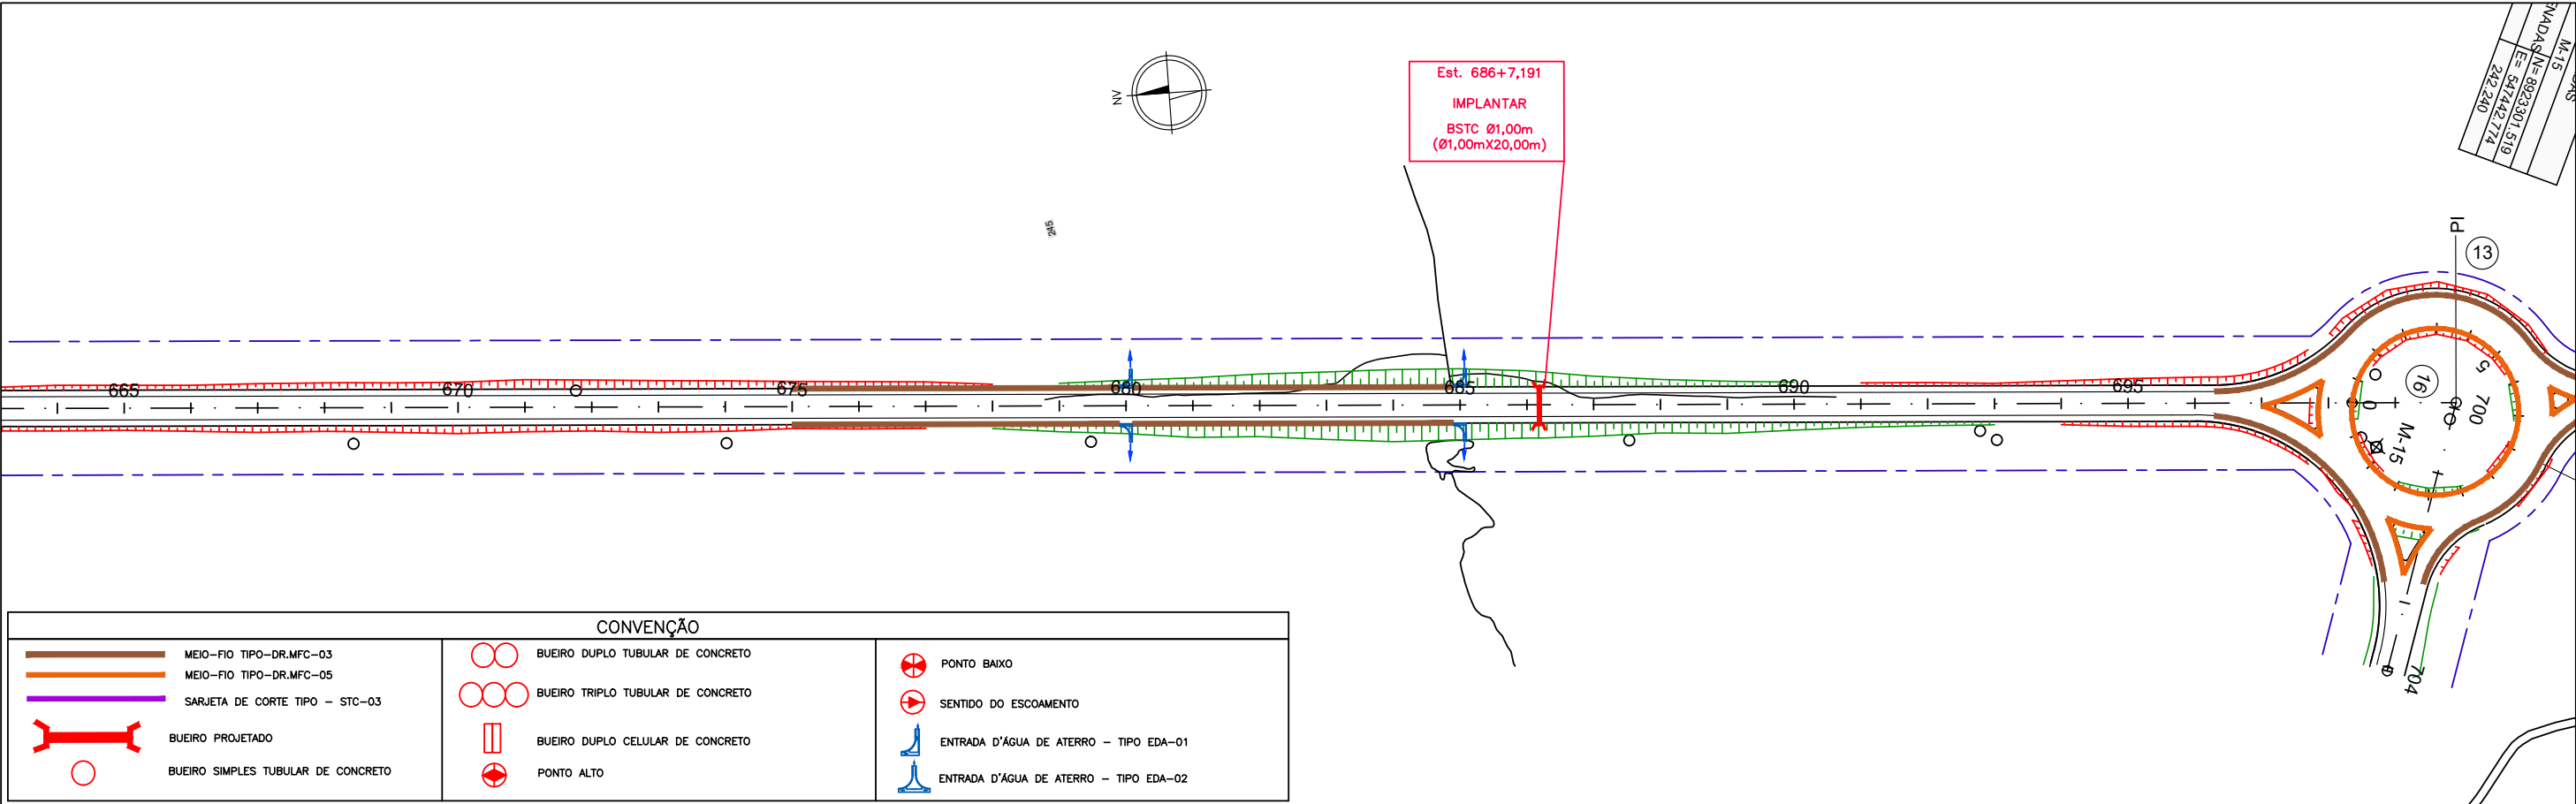 NV
245
Est. 686+7,191
IMPLANTAR
BSTC Ø1,00m
(Ø1,00mX20,00m)
M-15
N=8923301.519
E= 547442.774
242.240
PI
13
665
670
675
680
685
690
695
16
5
0
700
M-15
704
CONVENÇÃO
MEIO-FIO TIPO-DR.MFC-03
MEIO-FIO TIPO-DR.MFC-05
SARJETA DE CORTE TIPO - STC-03
BUEIRO PROJETADO
BUEIRO SIMPLES TUBULAR DE CONCRETO
BUEIRO DUPLO TUBULAR DE CONCRETO
BUEIRO TRIPLO TUBULAR DE CONCRETO
BUEIRO DUPLO CELULAR DE CONCRETO
PONTO ALTO
PONTO BAIXO
SENTIDO DO ESCOAMENTO
ENTRADA D'ÁGUA DE ATERRO - TIPO EDA-01
ENTRADA D'ÁGUA DE ATERRO - TIPO EDA-02